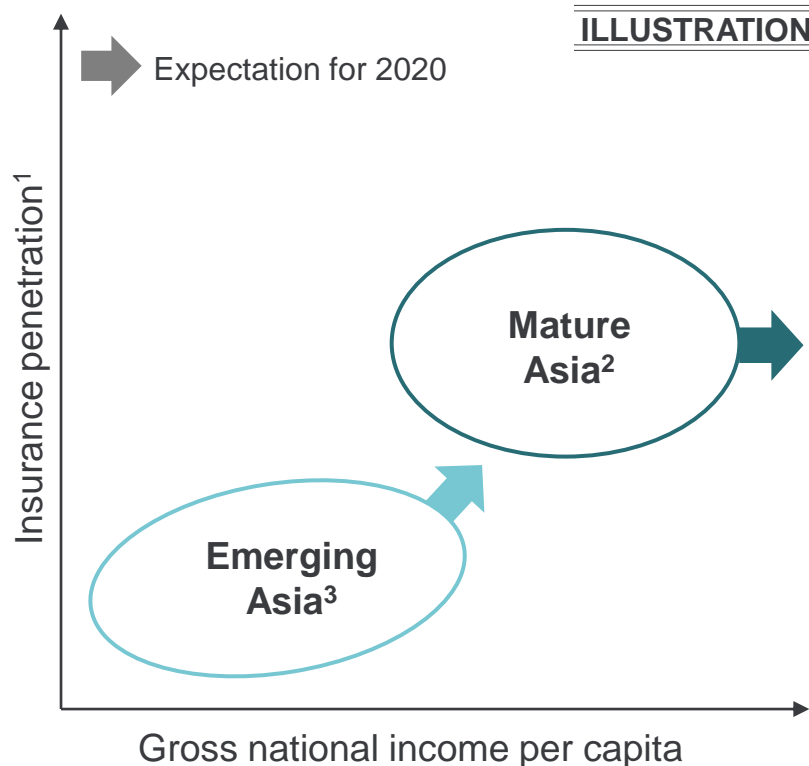 ILLUSTRATION
Expectation for 2020
Insurance penetration¹
Mature
Asia²
Emerging
Asia³
Gross national income per capita